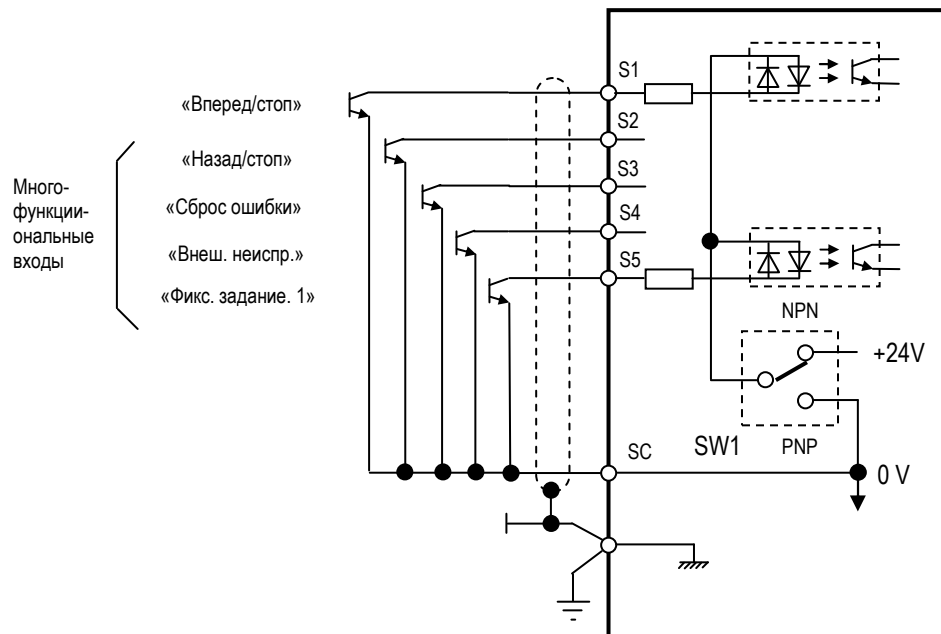 «Вперед/стоп»
«Назад/стоп»
«Сброс ошибки»
«Внеш. неиспр.»
«Фикс. задание. 1»
Много-
функци-
ональные
входы
S1
S2
S3
S4
S5
NPN
+24V
SW1
PNP
SC
0 V